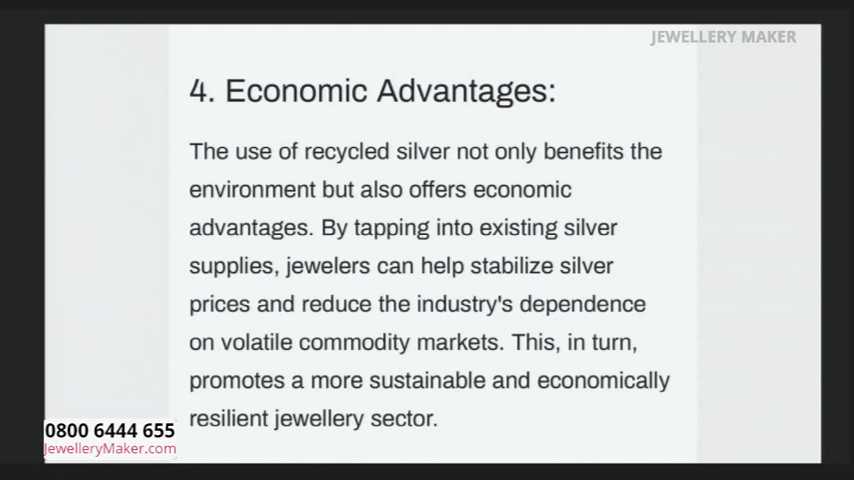 JEWELLERY MAKER
4. Economic Advantages:
The use of recycled silver not only benefits the
environment but also offers economic
advantages. By tapping into existing silver
supplies, jewelers can help stabilize silver
prices and reduce the industry's dependence
on volatile commodity markets. This, in turn,
promotes a more sustainable and economically
resilient jewellery sector.
0800 6444 655
JewelleryMaker.com